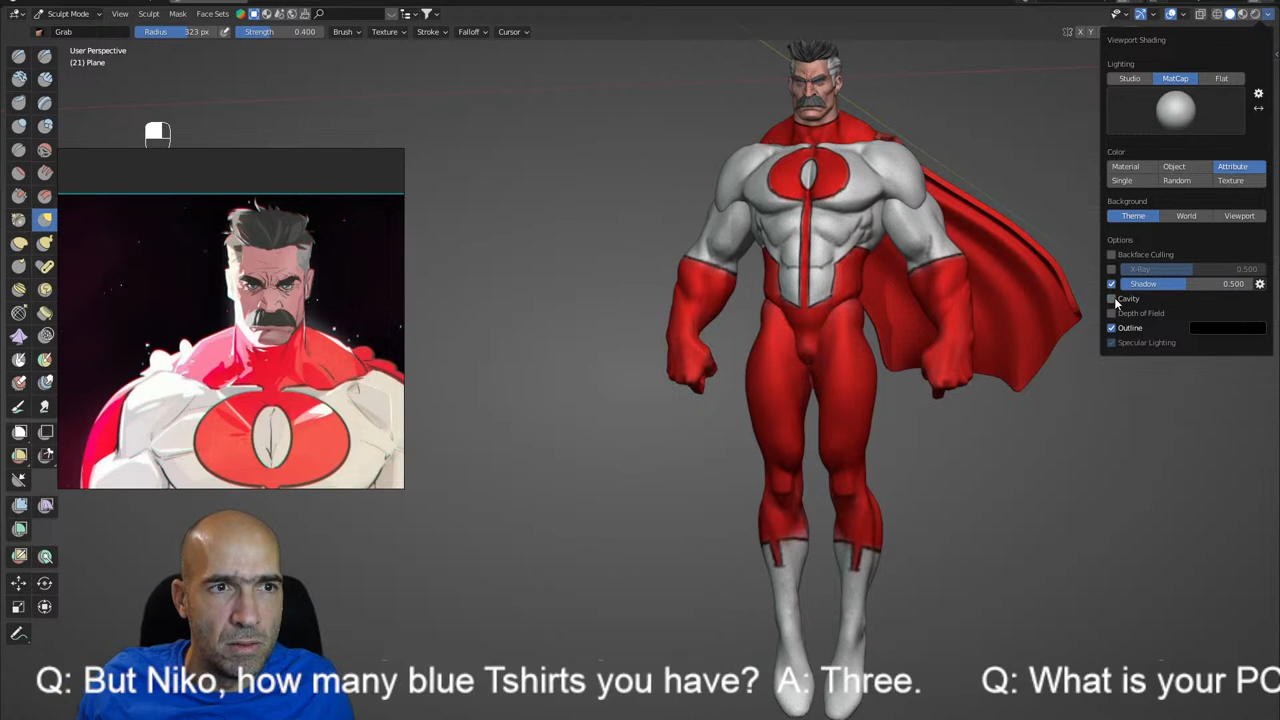 Sculpt Mode View Sculpt Mask Face Sets
Grab Radius 323 px Strength 0.400 Brush Texture Stroke Falloff Cursor X Y
User Perspective
(21) Plane
Viewport Shading
Lighting
Studio MatCap Flat
Color
Material Object Attribute
Single Random Texture
Background
Theme World Viewport
Options
Backface Culling
X-Ray 0.500
Shadow 0.500
Cavity
Depth of Field
Outline
Specular Lighting
Q: But Niko, how many blue Tshirts you have? A: Three. Q: What is your PC